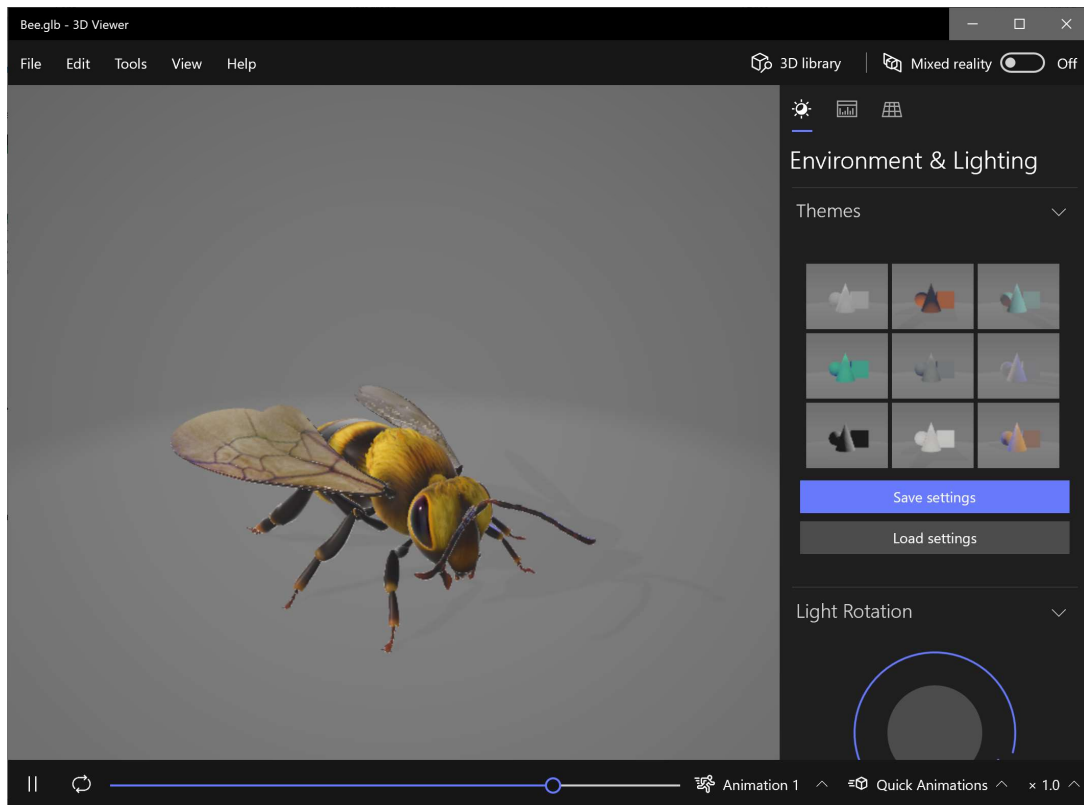 Bee.glb - 3D Viewer
File Edit Tools View Help 3D library Mixed reality Off
Environment & Lighting
Themes
Save settings
Load settings
Light Rotation
Animation 1 Quick Animations × 1.0